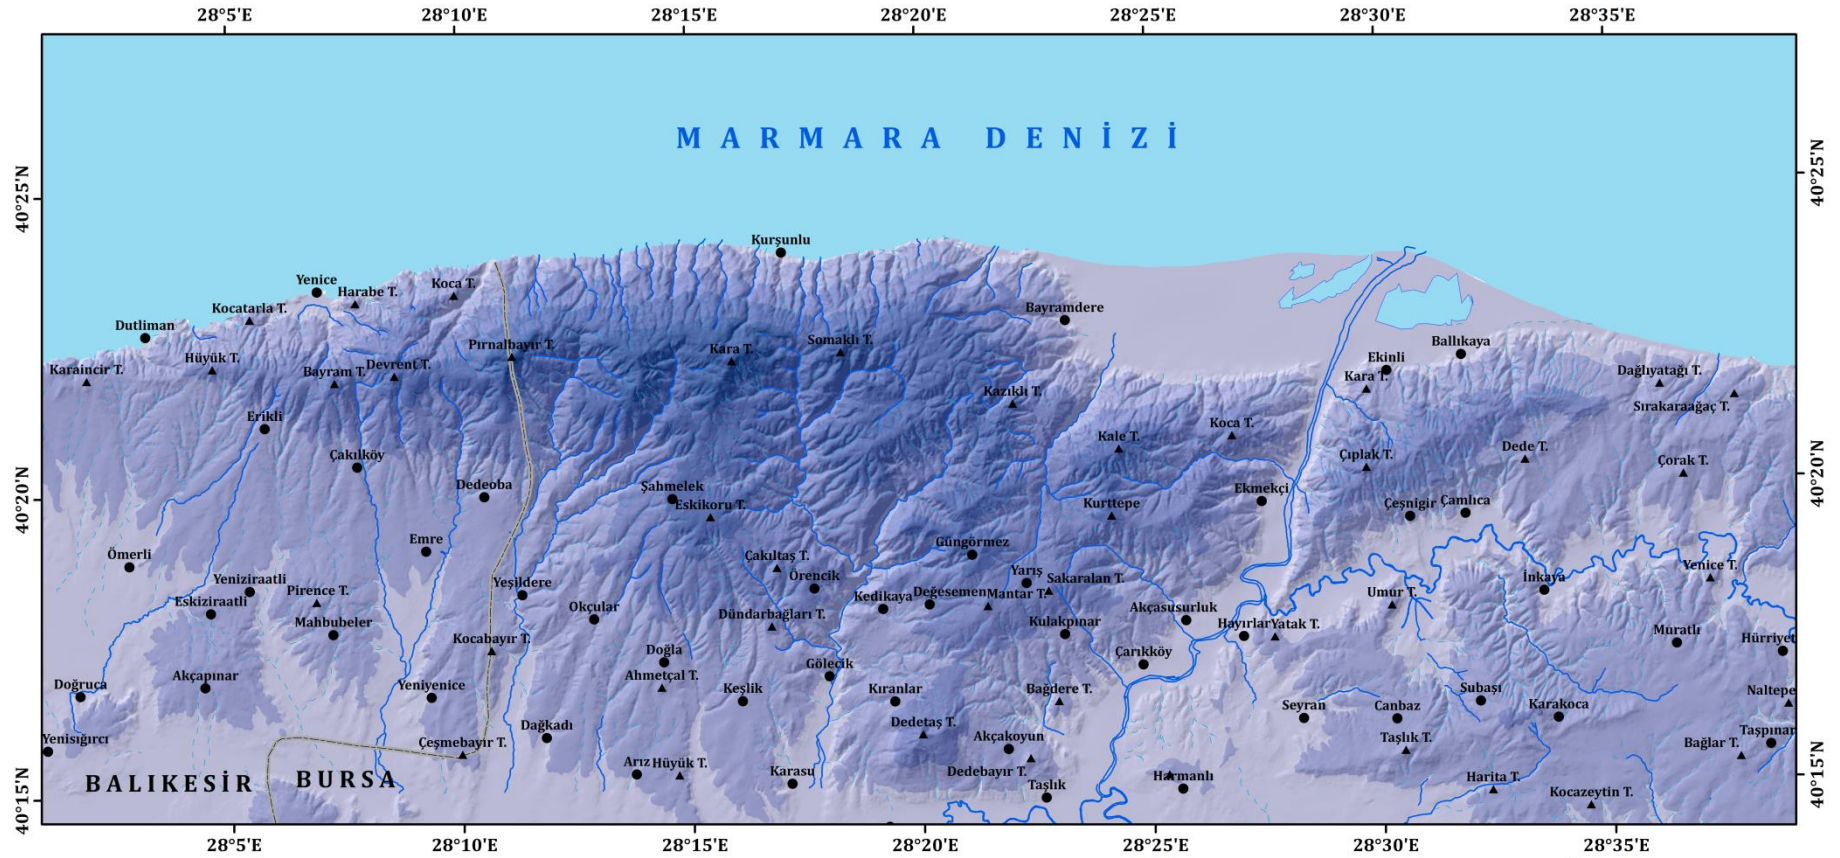 28°5'E 28°10'E 28°15'E 28°20'E 28°25'E 28°30'E 28°35'E
MARMARA DENİZİ
40°25'N
40°25'N
Kurşunlu
Yenice
Harabe T.
Koca T.
Kocatarla T.
Bayramdere
Dutliman
Pırnalbayır T.
Kara T.
Somaklı T.
Ballıkaya
Ekinli
Karaincir T.
Hüyük T.
Bayram T.
Devrent T.
Kara T.
Dağlıyatağı T.
Kazıklı T.
Sırakaraağaç T.
Erikli
Koca T.
Kale T.
Çakılköy
Çıplak T.
Dede T.
Çorak T.
40°20'N
40°20'N
Dedeoba
Şahmelek
Eskikoru T.
Ekmekçi
Kurttepe
Çeşnigir
Çamlıca
Emre
Güngörmez
Ömerli
Çakıltaş T.
Yenice T.
Yeniziraatli
Yeşildere
Örencik
Yarış
Sakaralan T.
İnkaya
Eskiziraatli
Pirence T.
Okçular
Kedikaya
Değesemen
Mantar T.
Akçasusurluk
Umur T.
Mahbubeler
Dündarbağları T.
Kulakpınar
Hayırlar
Yatak T.
Muratlı
Hürriyet
Kocabayır T.
Doğla
Gölecik
Çarıkköy
Doğruca
Akçapınar
Yeniyenice
Ahmetçal T.
Keşlik
Kıranlar
Bağdere T.
Seyran
Canbaz
Subaşı
Karakoca
Naltepe
Yenisığırcı
Çeşmebayır T.
Dağkadı
Dedetaş T.
Akçakoyun
Taşlık T.
Bağlar T.
Taşpınar
BALIKESİR
BURSA
Arız
Hüyük T.
Karasu
Dedebayır T.
Taşlık
Harmanlı
Harita T.
Kocazeytin T.
40°15'N
40°15'N
28°5'E 28°10'E 28°15'E 28°20'E 28°25'E 28°30'E 28°35'E